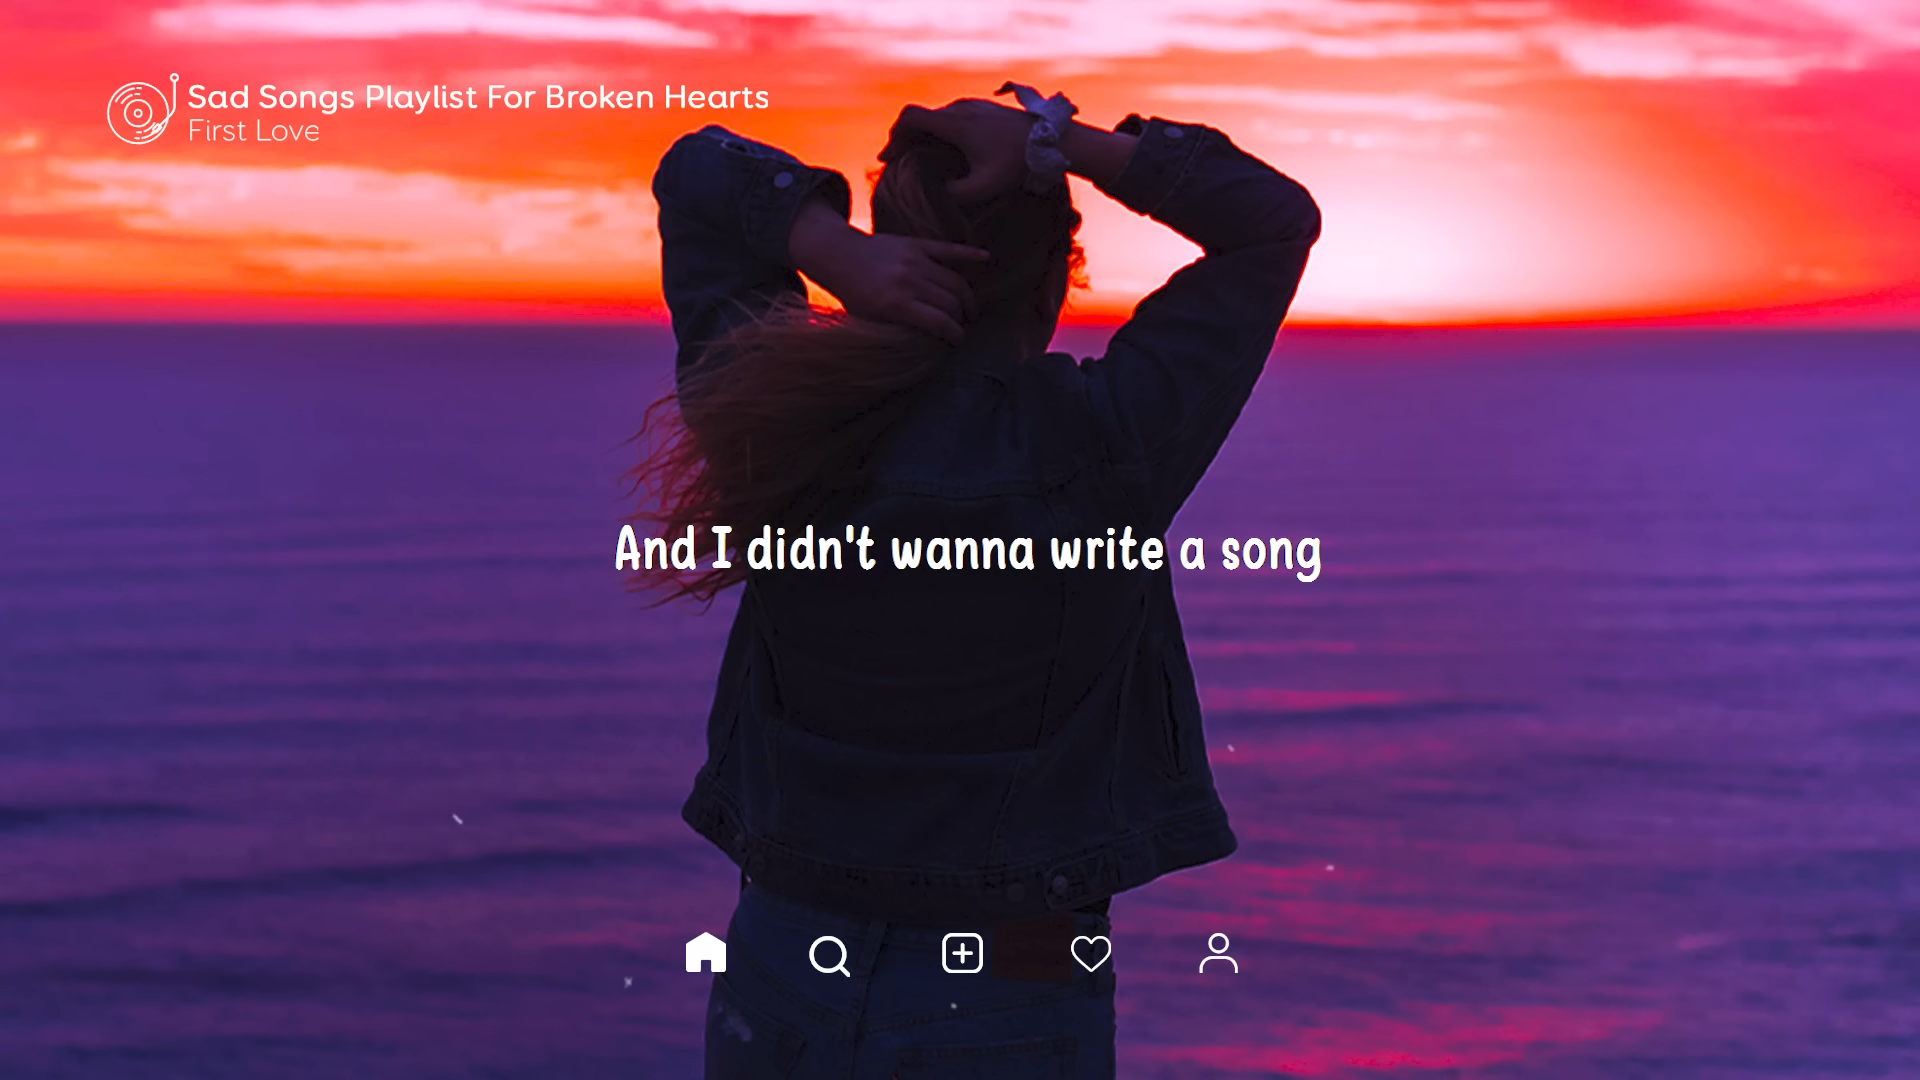 Sad Songs Playlist For Broken Hearts
First Love
And I didn't wanna write a song